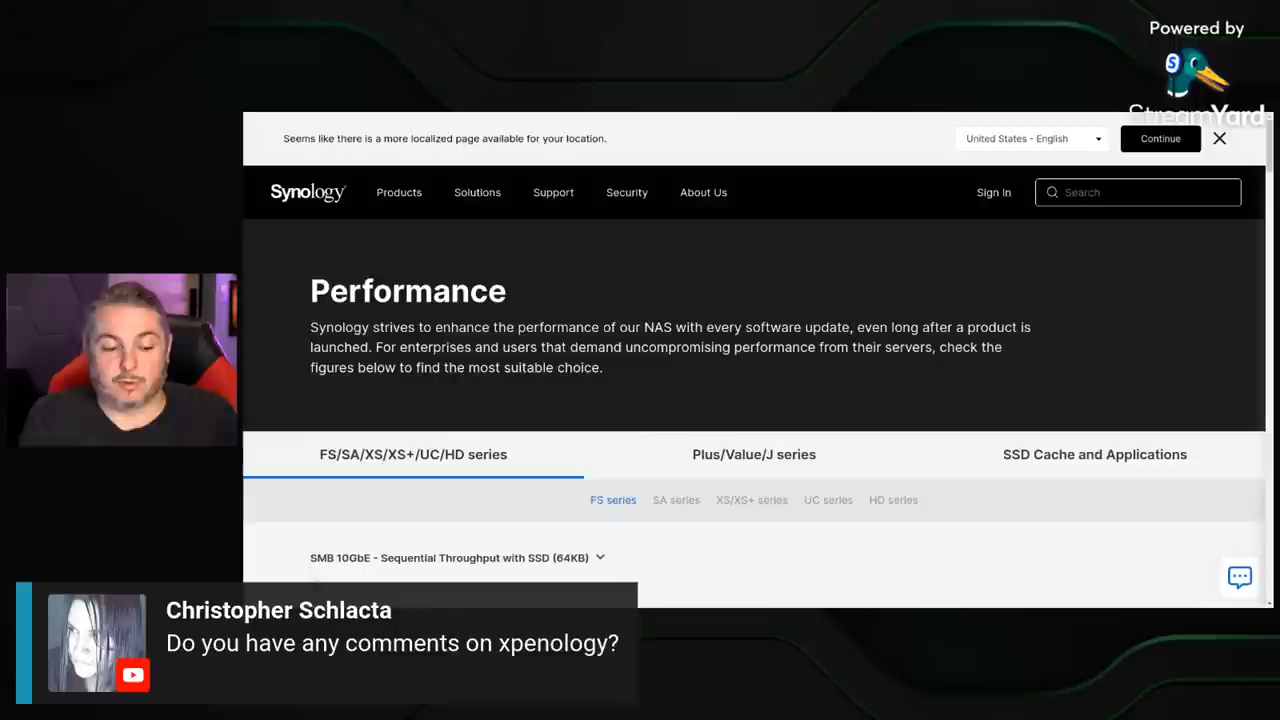 Powered by
S
StreamYard
Seems like there is a more localized page available for your location.
United States - English
Continue
Synology
Products
Solutions
Support
Security
About Us
Sign In
Search
Performance
Synology strives to enhance the performance of our NAS with every software update, even long after a product is
launched. For enterprises and users that demand uncompromising performance from their servers, check the
figures below to find the most suitable choice.
FS/SA/XS/XS+/UC/HD series
Plus/Value/J series
SSD Cache and Applications
FS series
SA series
XS/XS+ series
UC series
HD series
SMB 10GbE - Sequential Throughput with SSD (64KB)
Christopher Schlacta
Do you have any comments on xpenology?